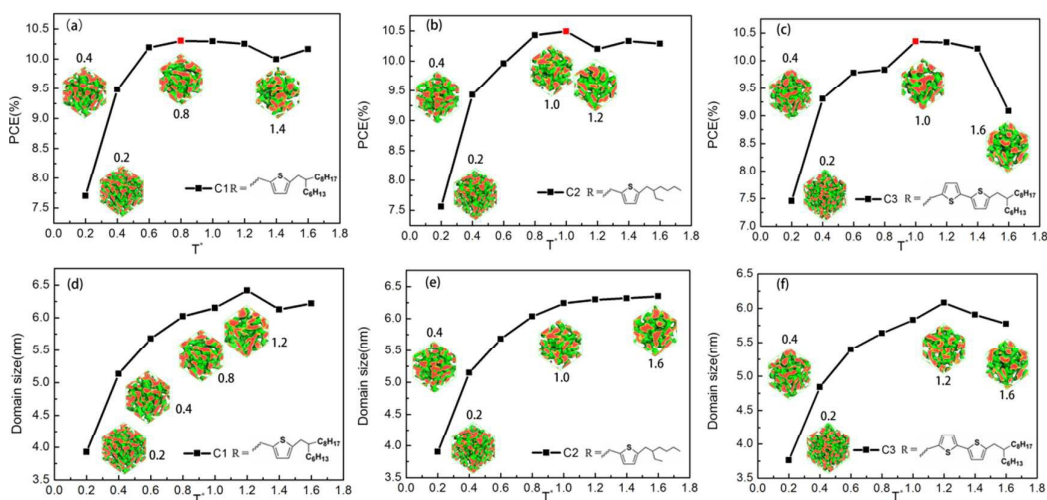 (a)
PCE(%)
10.5
10.0
9.5
9.0
8.5
8.0
7.5
0.4
0.8
1.4
0.2
C1R =
S
C8H17
C6H13
0.0 0.2 0.4 0.6 0.8 1.0 1.2 1.4 1.6 1.8
T*
(b)
PCE(%)
10.5
10.0
9.5
9.0
8.5
8.0
7.5
0.4
1.0
1.2
0.2
C2 R =
S
0.0 0.2 0.4 0.6 0.8 1.0 1.2 1.4 1.6 1.8
T*
(c)
PCE(%)
10.5
10.0
9.5
9.0
8.5
8.0
7.5
7.0
0.4
1.0
1.6
0.2
C3 R =
S
S
C8H17
C6H13
0.0 0.2 0.4 0.6 0.8 1.0 1.2 1.4 1.6 1.8
T*
(d)
Domain size(nm)
6.5
6.0
5.5
5.0
4.5
4.0
3.5
1.2
0.8
0.4
0.2
C1 R =
S
C8H17
C6H13
0.0 0.2 0.4 0.6 0.8 1.0 1.2 1.4 1.6 1.8
T*
(e)
Domain size(nm)
6.5
6.0
5.5
5.0
4.5
4.0
3.5
0.4
1.0
1.6
0.2
C2 R =
S
0.0 0.2 0.4 0.6 0.8 1.0 1.2 1.4 1.6 1.8
T*
(f)
Domain size(nm)
6.5
6.0
5.5
5.0
4.5
4.0
3.5
0.4
1.2
1.6
0.2
C3 R =
S
S
C8H17
C6H13
0.0 0.2 0.4 0.6 0.8 1.0 1.2 1.4 1.6 1.8
T*